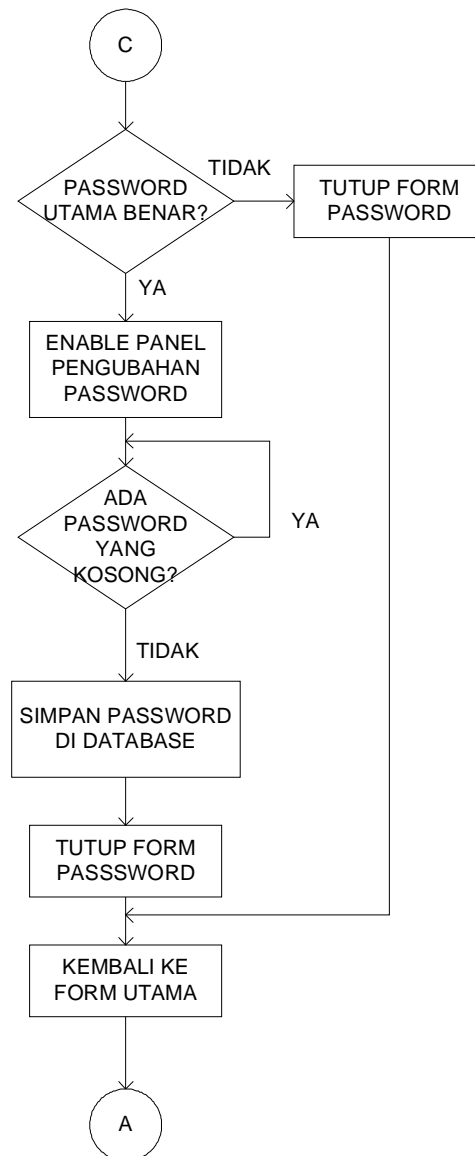 C
PASSWORD
UTAMA BENAR?
TIDAK
TUTUP FORM
PASSWORD
YA
ENABLE PANEL
PENGUBAHAN
PASSWORD
ADA
PASSWORD
YANG
KOSONG?
YA
TIDAK
SIMPAN PASSWORD
DI DATABASE
TUTUP FORM
PASSSWORD
KEMBALI KE
FORM UTAMA
A